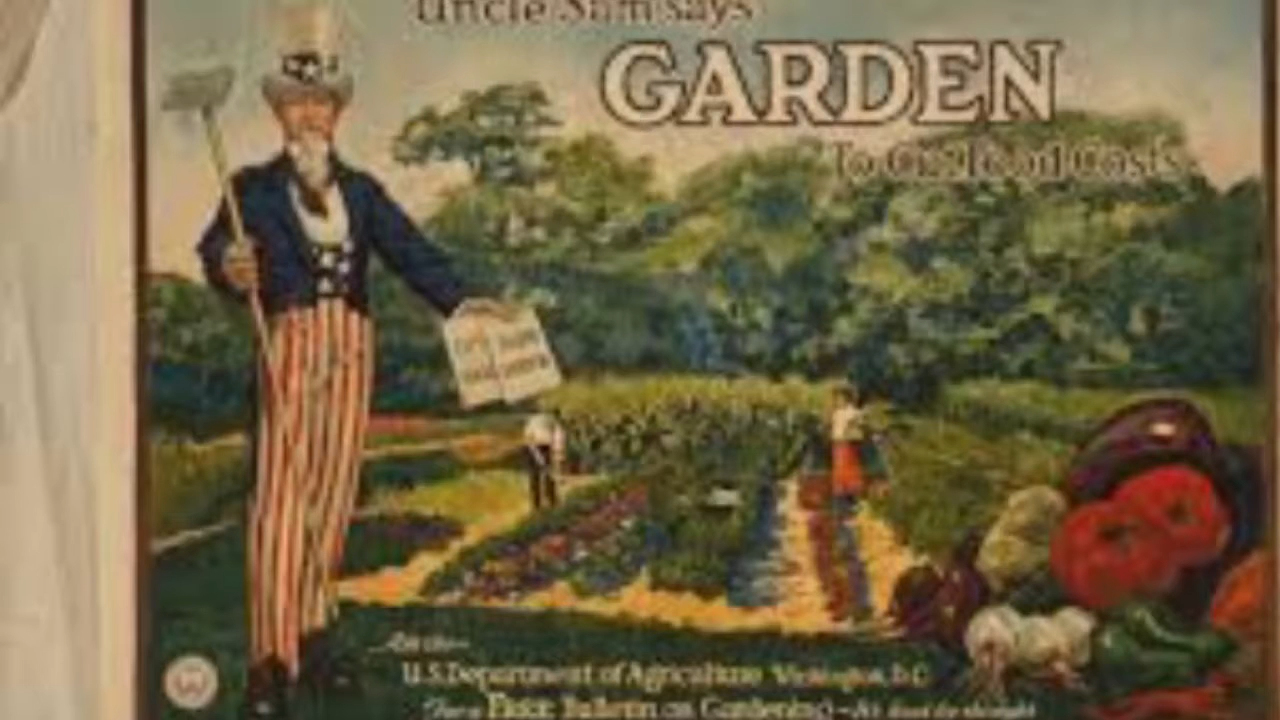 Uncle Sam says
GARDEN
To Cut Food Costs
U.S. Department of Agriculture Washington, D.C.
Free Bulletin on Gardening